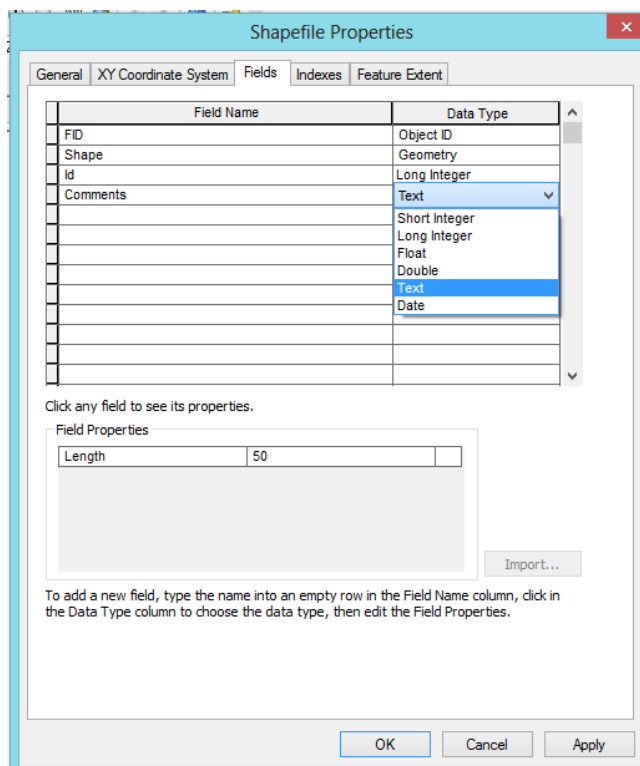 Shapefile Properties
General XY Coordinate System Fields Indexes Feature Extent
Field Name Data Type
FID Object ID
Shape Geometry
Id Long Integer
Comments Text
Short Integer
Long Integer
Float
Double
Text
Date
Click any field to see its properties.
Field Properties
Length 50
Import...
To add a new field, type the name into an empty row in the Field Name column, click in
the Data Type column to choose the data type, then edit the Field Properties.
OK Cancel Apply